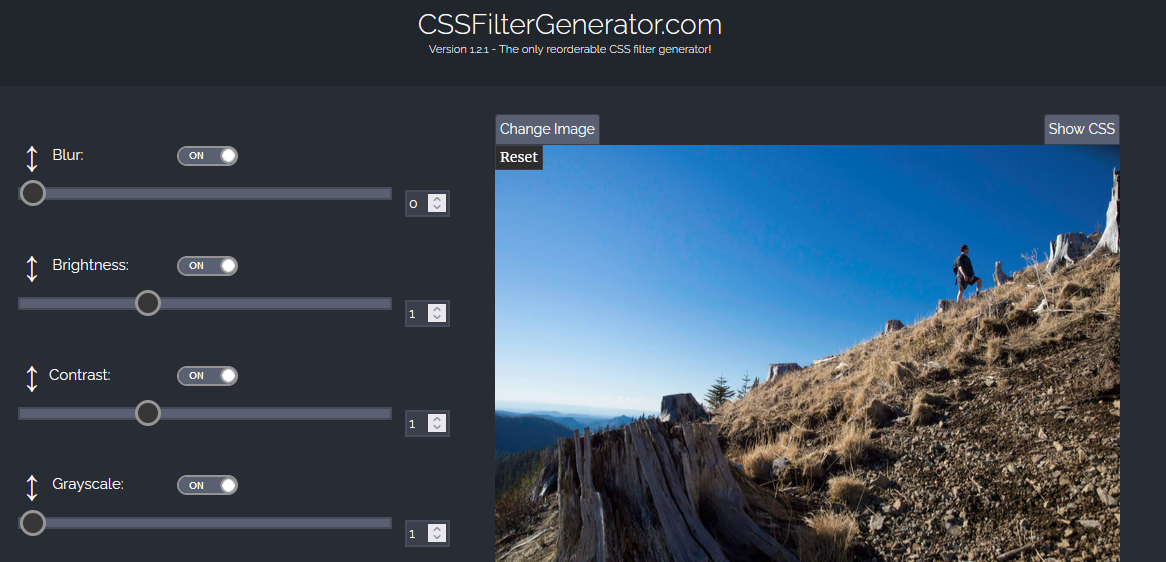 CSSFilterGenerator.com
Version 1.2.1 - The only reorderable CSS filter generator!
Change Image
Show CSS
Reset
Blur:
ON
0
Brightness:
ON
1
Contrast:
ON
1
Grayscale:
ON
1